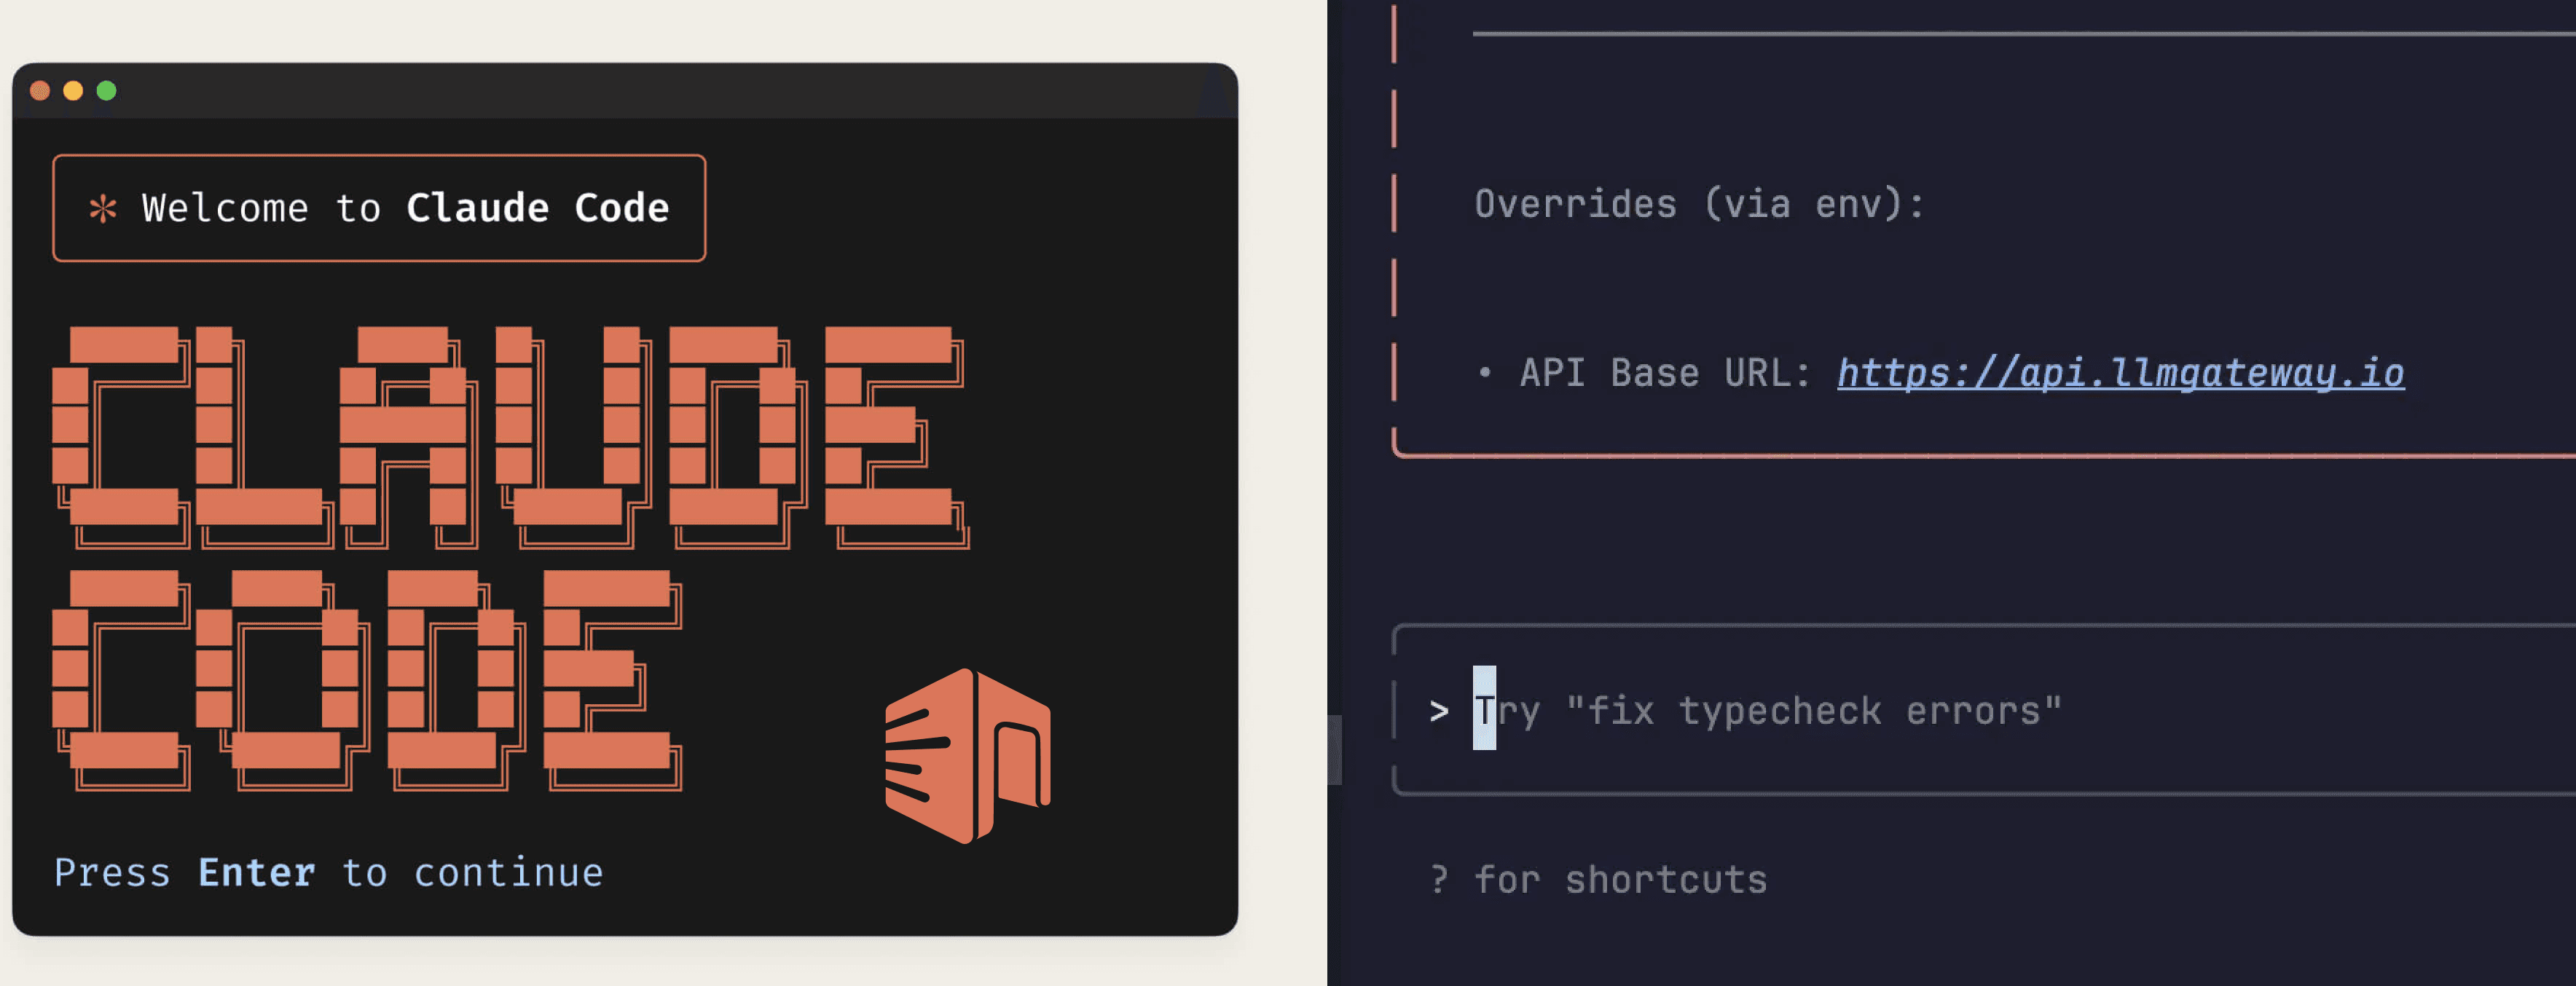 * Welcome to Claude Code
CLAUDE
CODE
Press Enter to continue
Overrides (via env):
• API Base URL: https://api.llmgateway.io
> Try "fix typecheck errors"
? for shortcuts